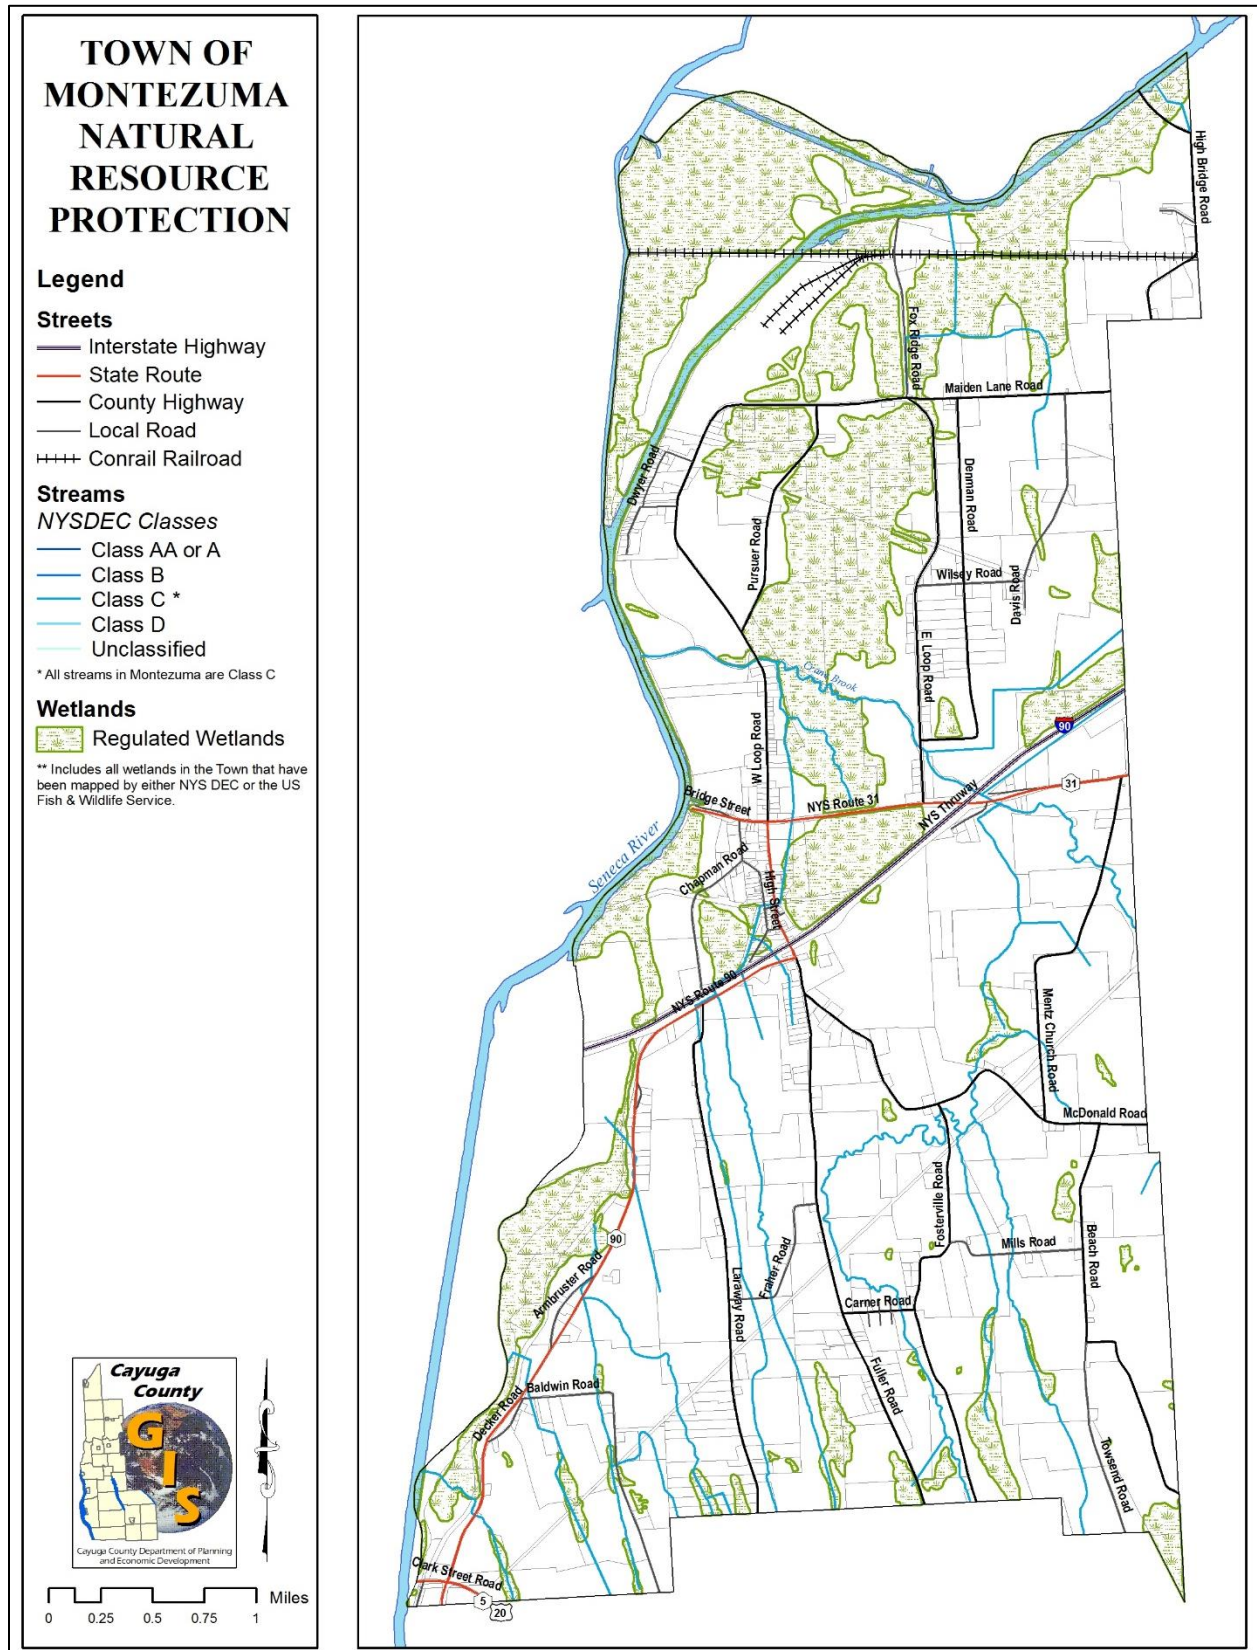 TOWN OF
MONTEZUMA
NATURAL
RESOURCE
PROTECTION
Legend
Streets
Interstate Highway
State Route
County Highway
Local Road
Conrail Railroad
Streams
NYSDEC Classes
Class AA or A
Class B
Class C *
Class D
Unclassified
* All streams in Montezuma are Class C
Wetlands
Regulated Wetlands
** Includes all wetlands in the Town that have
been mapped by either NYS DEC or the US
Fish & Wildlife Service.
Cayuga
County
GIS
Cayuga County Department of Planning
and Economic Development
Miles
0 0.25 0.5 0.75 1
High Bridge Road
Fox Ridge Road
Maiden Lane Road
Dwyer Road
Denman Road
Pursuer Road
Wilsey Road
Davis Road
E Loop Road
Crane Brook
W Loop Road
90
31
Bridge Street
NYS Route 31
NYS Thruway
Seneca River
Chapman Road
High Street
NYS Route 90
Mentz Church Road
McDonald Road
Fosterville Road
Mills Road
Beach Road
90
Armbruster Road
Laraway Road
Fraher Road
Carner Road
Fuller Road
Baldwin Road
Decker Road
Townsend Road
Clark Street Road
5
20